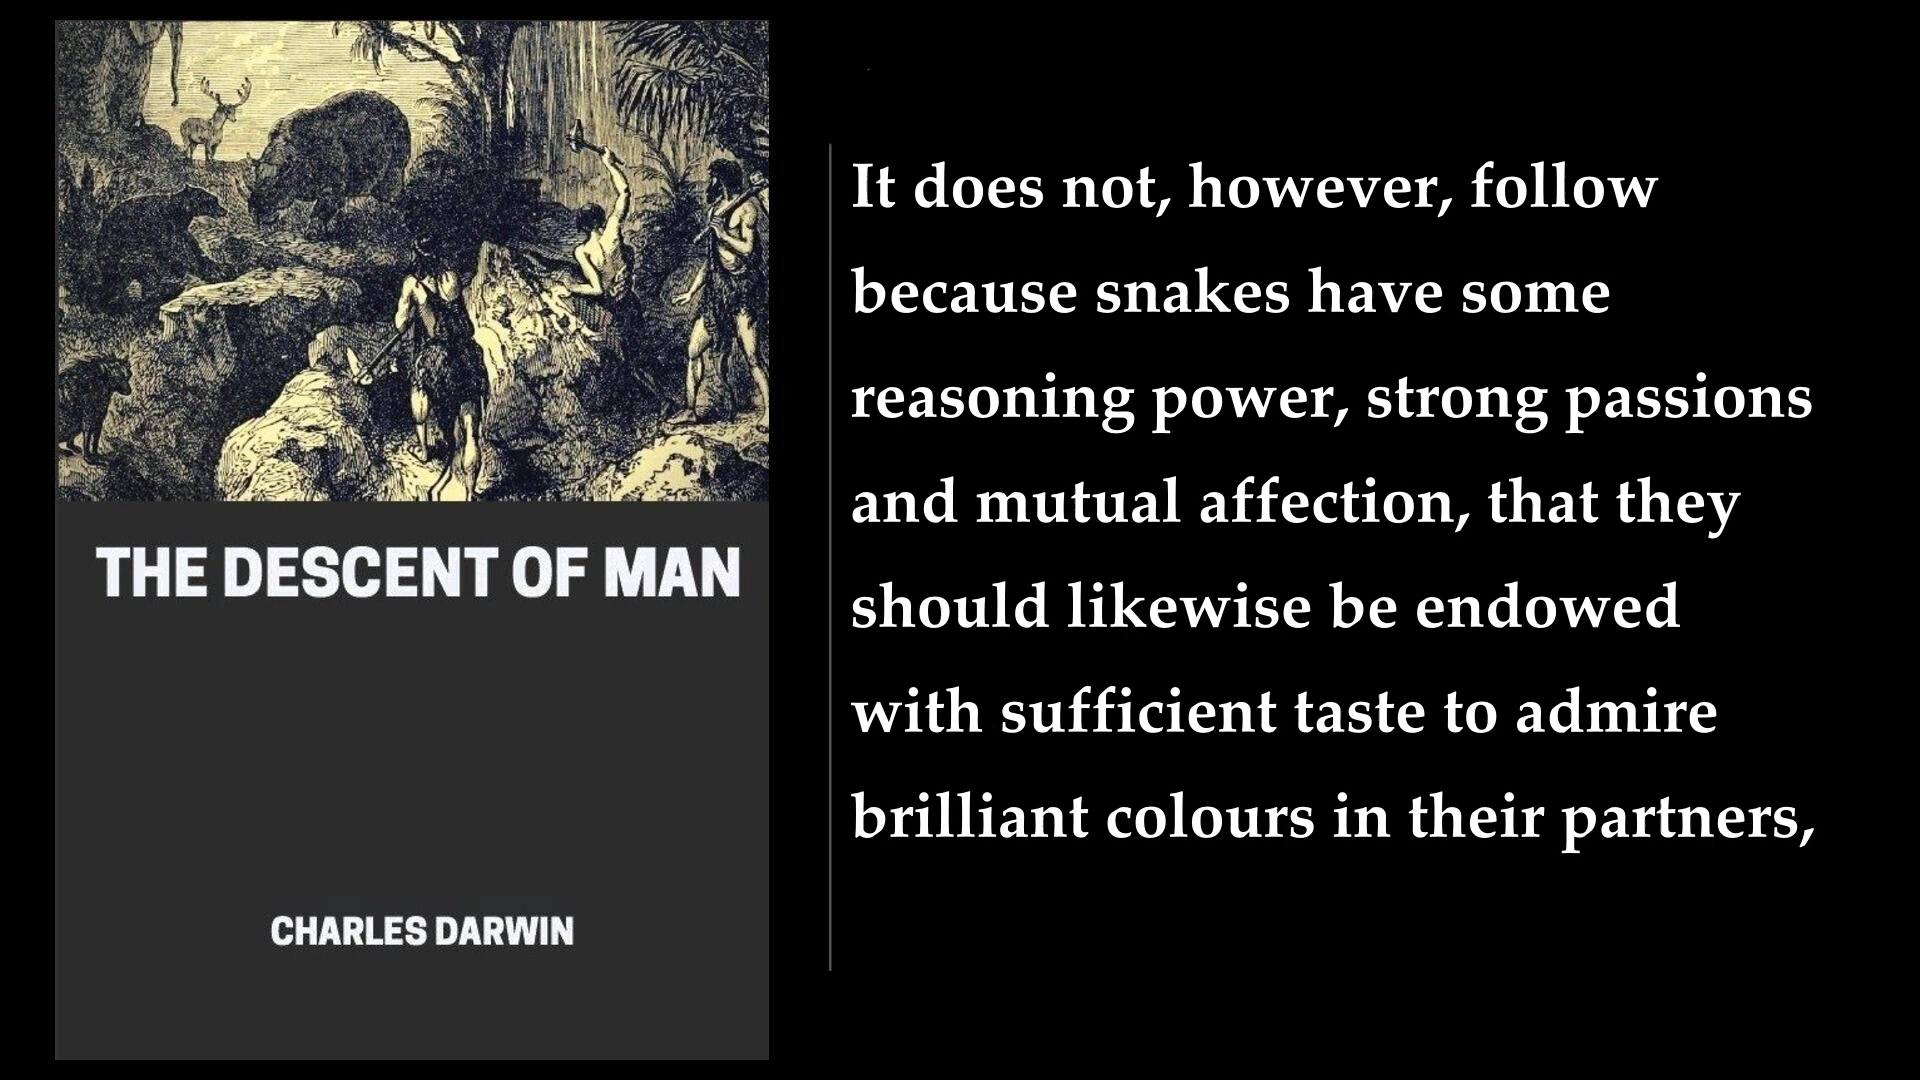 THE DESCENT OF MAN
CHARLES DARWIN
It does not, however, follow
because snakes have some
reasoning power, strong passions
and mutual affection, that they
should likewise be endowed
with sufficient taste to admire
brilliant colours in their partners,